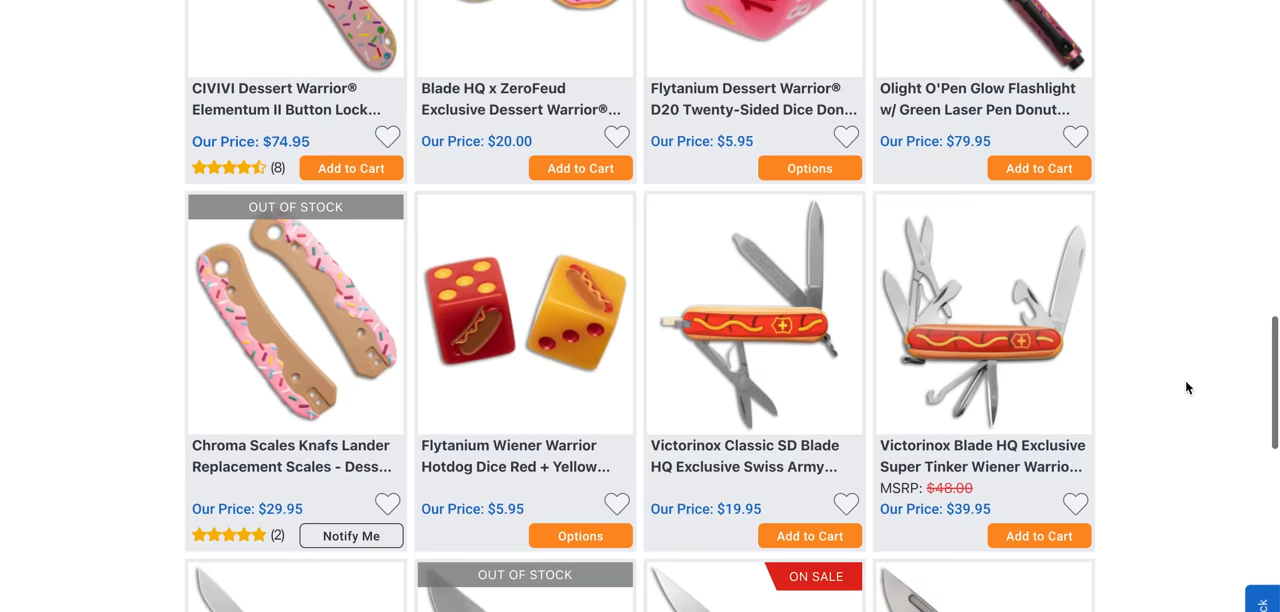 CIVIVI Dessert Warrior®
Elementum II Button Lock...
Our Price: $74.95
(8)
Add to Cart
Blade HQ x ZeroFeud
Exclusive Dessert Warrior®...
Our Price: $20.00
Add to Cart
Flytanium Dessert Warrior®
D20 Twenty-Sided Dice Don...
Our Price: $5.95
Options
Olight O'Pen Glow Flashlight
w/ Green Laser Pen Donut...
Our Price: $79.95
Add to Cart
OUT OF STOCK
Chroma Scales Knafs Lander
Replacement Scales - Dess...
Our Price: $29.95
(2)
Notify Me
Flytanium Wiener Warrior
Hotdog Dice Red + Yellow...
Our Price: $5.95
Options
Victorinox Classic SD Blade
HQ Exclusive Swiss Army...
Our Price: $19.95
Add to Cart
Victorinox Blade HQ Exclusive
Super Tinker Wiener Warrio...
MSRP: $48.00
Our Price: $39.95
Add to Cart
OUT OF STOCK
ON SALE